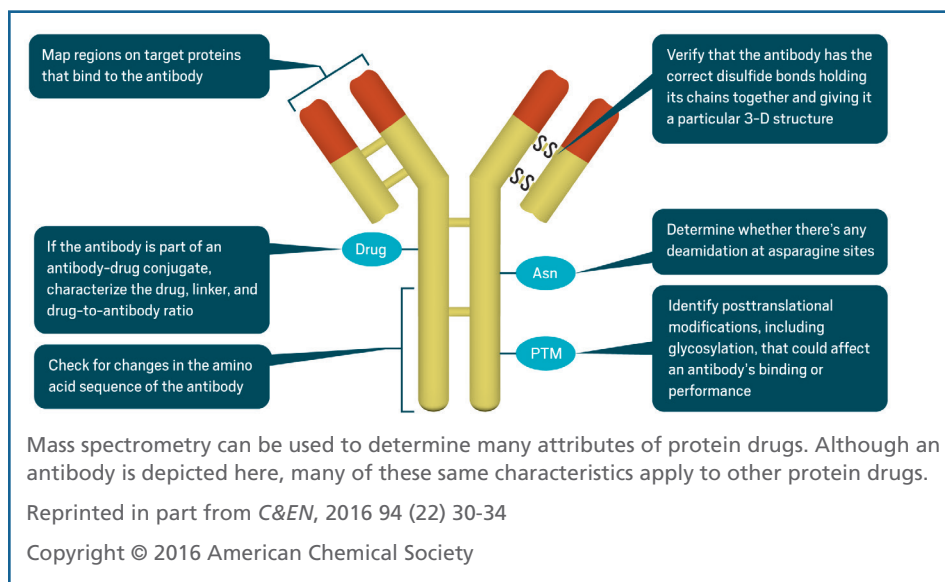 Map regions on target proteins
that bind to the antibody
Verify that the antibody has the
correct disulfide bonds holding
its chains together and giving it
a particular 3-D structure
S S
S S
If the antibody is part of an
antibody-drug conjugate,
characterize the drug, linker, and
drug-to-antibody ratio
Drug
Determine whether there's any
deamidation at asparagine sites
Asn
Check for changes in the amino
acid sequence of the antibody
Identify posttranslational
modifications, including
glycosylation, that could affect
an antibody's binding or
performance
PTM
Mass spectrometry can be used to determine many attributes of protein drugs. Although an
antibody is depicted here, many of these same characteristics apply to other protein drugs.
Reprinted in part from C&EN, 2016 94 (22) 30-34
Copyright © 2016 American Chemical Society